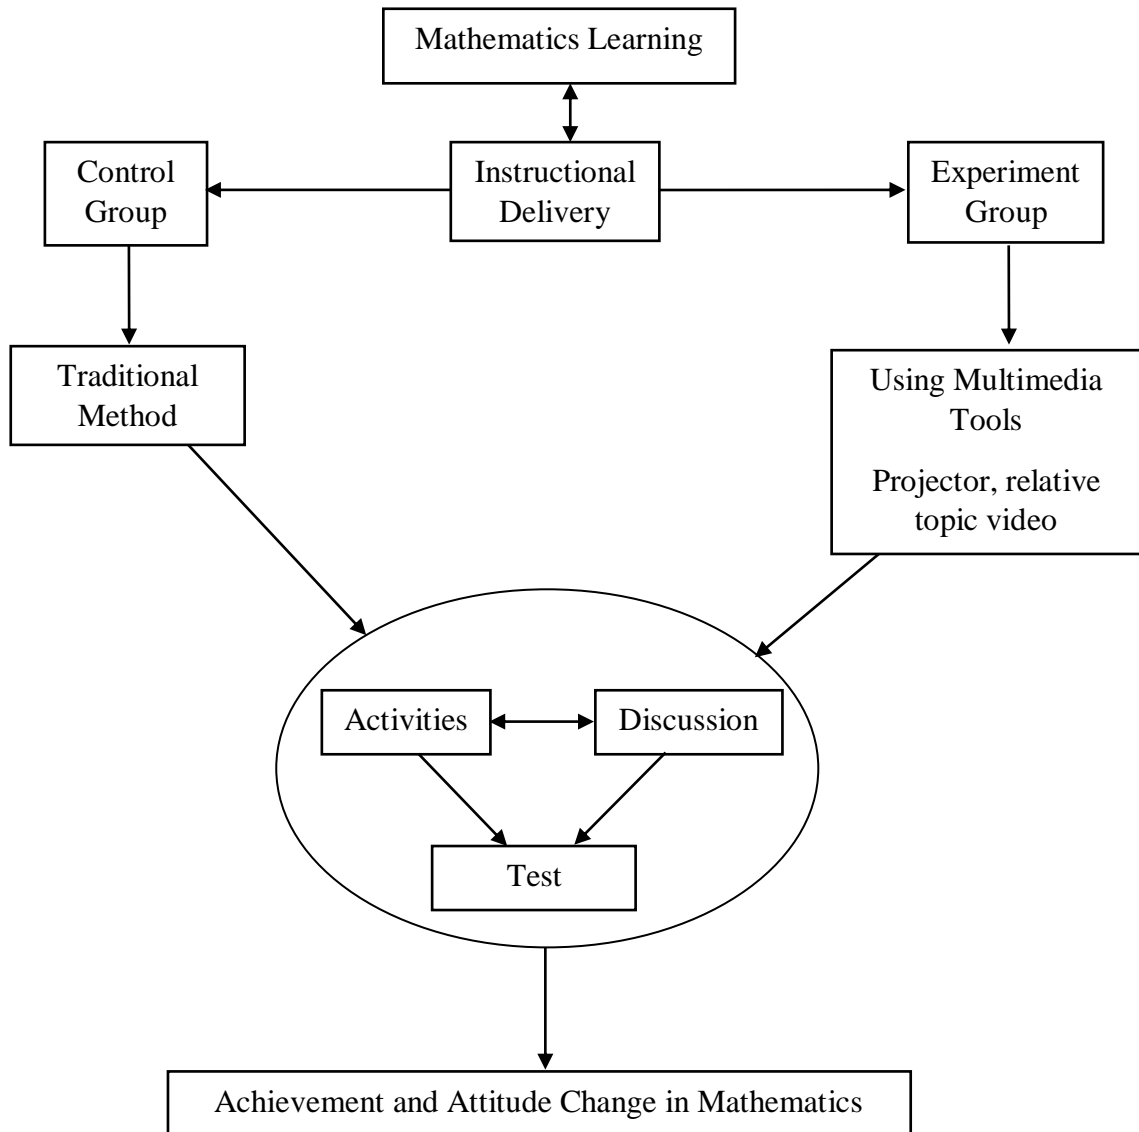 Mathematics Learning
Control
Group
Instructional
Delivery
Experiment
Group
Traditional
Method
Using Multimedia
Tools
Projector, relative
topic video
Activities
Discussion
Test
Achievement and Attitude Change in Mathematics